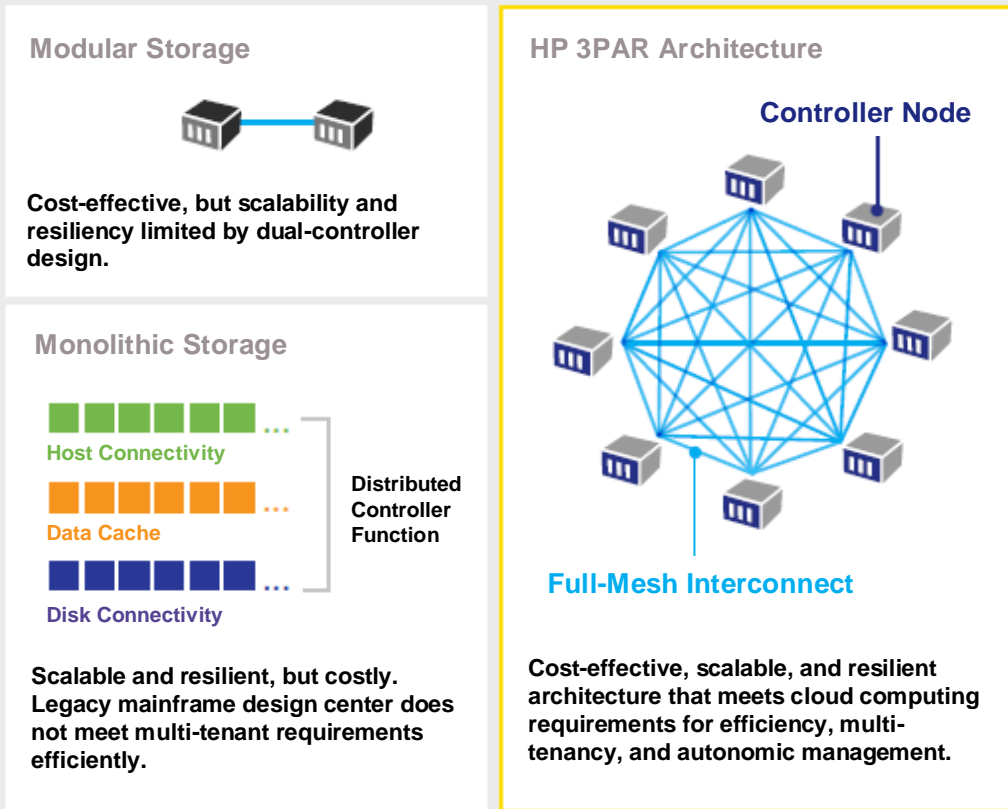 Modular Storage
Cost-effective, but scalability and
resiliency limited by dual-controller
design.
Monolithic Storage
...
Host Connectivity
...
Data Cache
...
Disk Connectivity
Distributed
Controller
Function
Scalable and resilient, but costly.
Legacy mainframe design center does
not meet multi-tenant requirements
efficiently.
HP 3PAR Architecture
Controller Node
Full-Mesh Interconnect
Cost-effective, scalable, and resilient
architecture that meets cloud computing
requirements for efficiency, multi-
tenancy, and autonomic management.